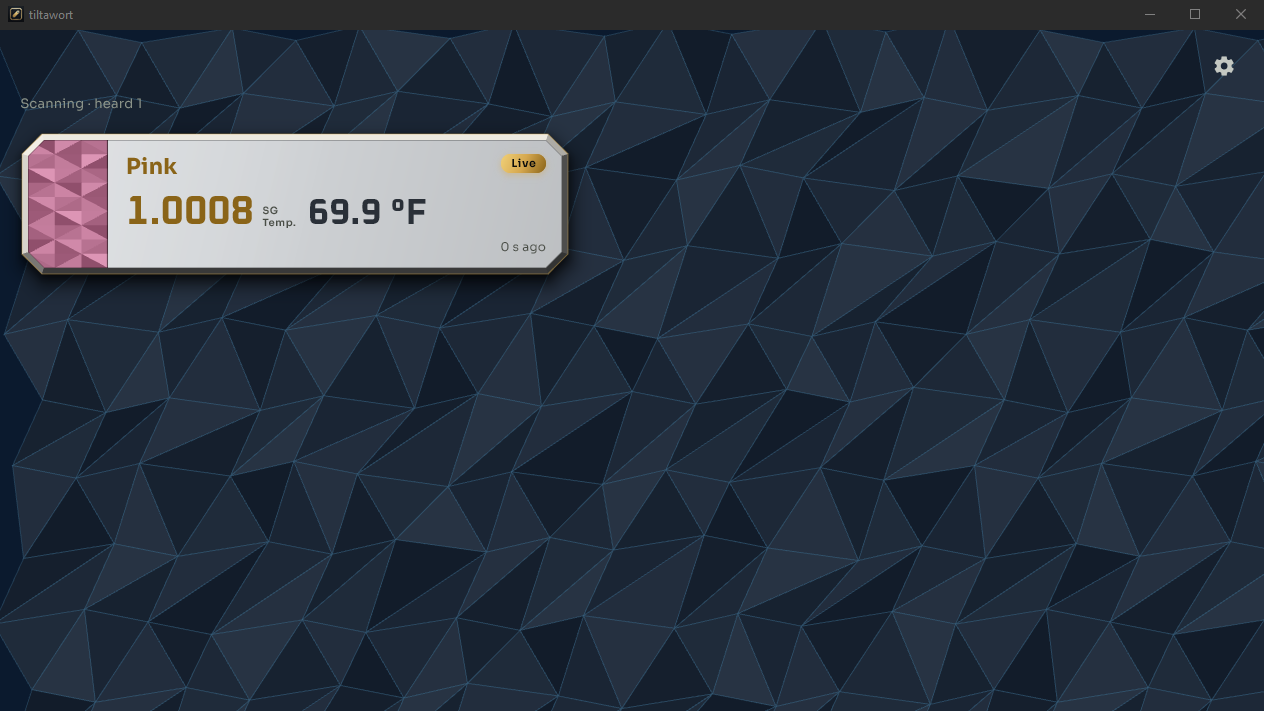 tiltawort
Scanning · heard 1
Pink
Live
1.0008 SG 69.9 °F
Temp.
0 s ago